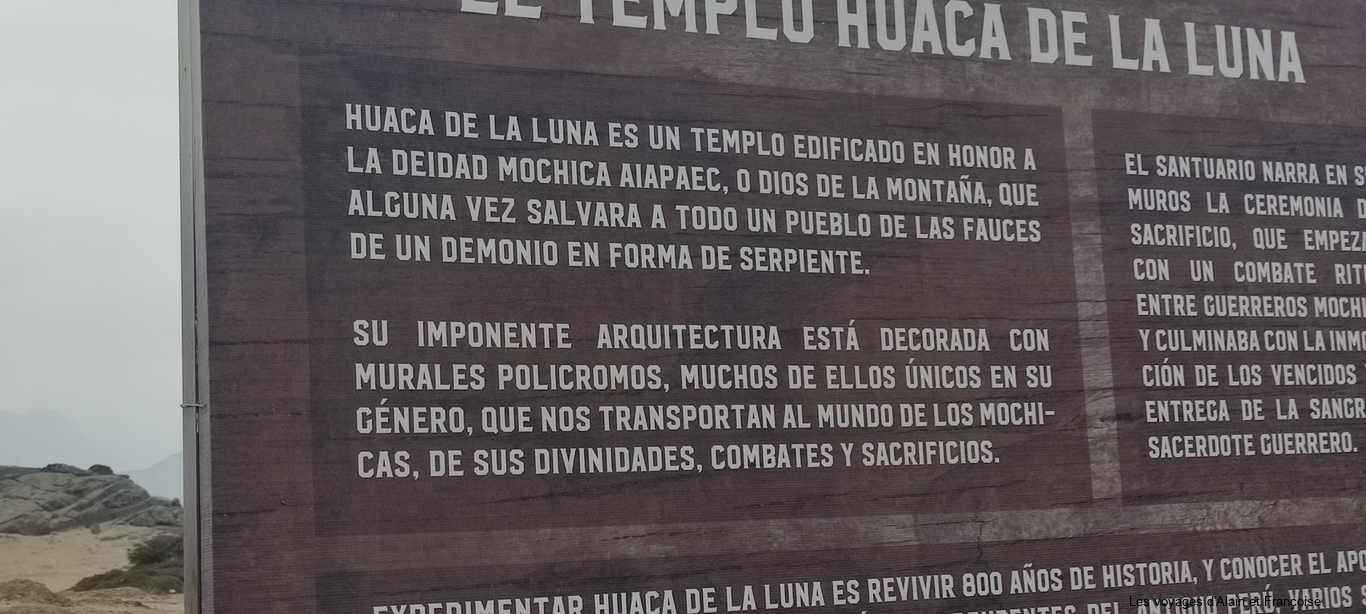 EL TEMPLO HUACA DE LA LUNA
HUACA DE LA LUNA ES UN TEMPLO EDIFICADO EN HONOR A
LA DEIDAD MOCHICA AIAPAEC, O DIOS DE LA MONTAÑA, QUE
ALGUNA VEZ SALVARA A TODO UN PUEBLO DE LAS FAUCES
DE UN DEMONIO EN FORMA DE SERPIENTE.
SU IMPONENTE ARQUITECTURA ESTÁ DECORADA CON
MURALES POLICROMOS, MUCHOS DE ELLOS ÚNICOS EN SU
GÉNERO, QUE NOS TRANSPORTAN AL MUNDO DE LOS MOCHI-
CAS, DE SUS DIVINIDADES, COMBATES Y SACRIFICIOS.
EL SANTUARIO NARRA EN
MUROS LA CEREMONIA
SACRIFICIO, QUE
CON UN COMBATE
ENTRE GUERREROS
Y CULMINABA CON LA
CIÓN DE LOS VENCIDOS
ENTREGA DE LA
SACERDOTE GUERRERO.
EXPERIMENTAR HUACA DE LA LUNA ES REVIVIR 800 AÑOS DE HISTORIA, Y CONOCER EL
Les voyages d'Alain et Françoise